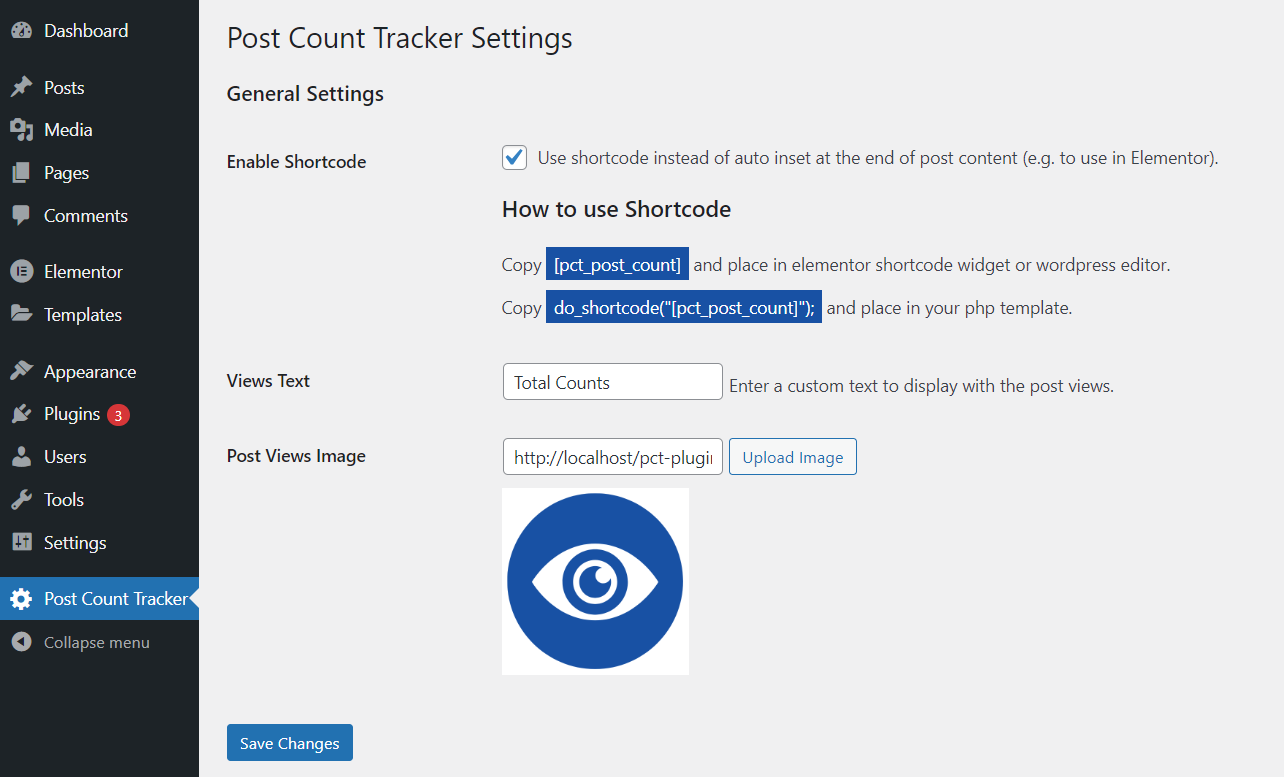 Dashboard
Posts
Media
Pages
Comments
Elementor
Templates
Appearance
Plugins 3
Users
Tools
Settings
Post Count Tracker
Collapse menu
Post Count Tracker Settings
General Settings
Enable Shortcode
Use shortcode instead of auto inset at the end of post content (e.g. to use in Elementor).
How to use Shortcode
Copy [pct_post_count] and place in elementor shortcode widget or wordpress editor.
Copy do_shortcode("[pct_post_count]"); and place in your php template.
Views Text
Total Counts
Enter a custom text to display with the post views.
Post Views Image
http://localhost/pct-plugin
Upload Image
Save Changes